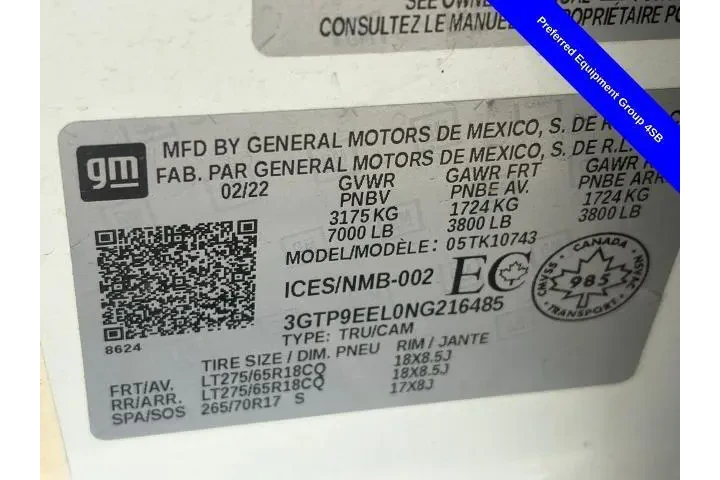 SEE OWNER
CONSULTEZ LE MANUEL PROPRIÉTAIRE
Preferred Equipment Group 4SB
gm
MFD BY GENERAL MOTORS DE MEXICO, S. DE
FAB. PAR GENERAL MOTORS DE MEXICO, S. DE R.L.
02/22 GVWR GAWR FRT GAWR
PNBV PNBE AV. PNBE ARR
3175 KG 1724 KG 1724 KG
7000 LB 3800 LB 3800 LB
MODEL/MODÈLE: 05TK10743
ICES/NMB-002 EC
CANADA
CMVSS NSVAC
985
TRANSPORT
3GTP9EEL0NG216485
TYPE: TRU/CAM
8624
TIRE SIZE / DIM. PNEU RIM / JANTE
FRT/AV. LT275/65R18CQ 18X8.5J
RR/ARR. LT275/65R18CQ 18X8.5J
SPA/SOS 265/70R17 S 17X8J